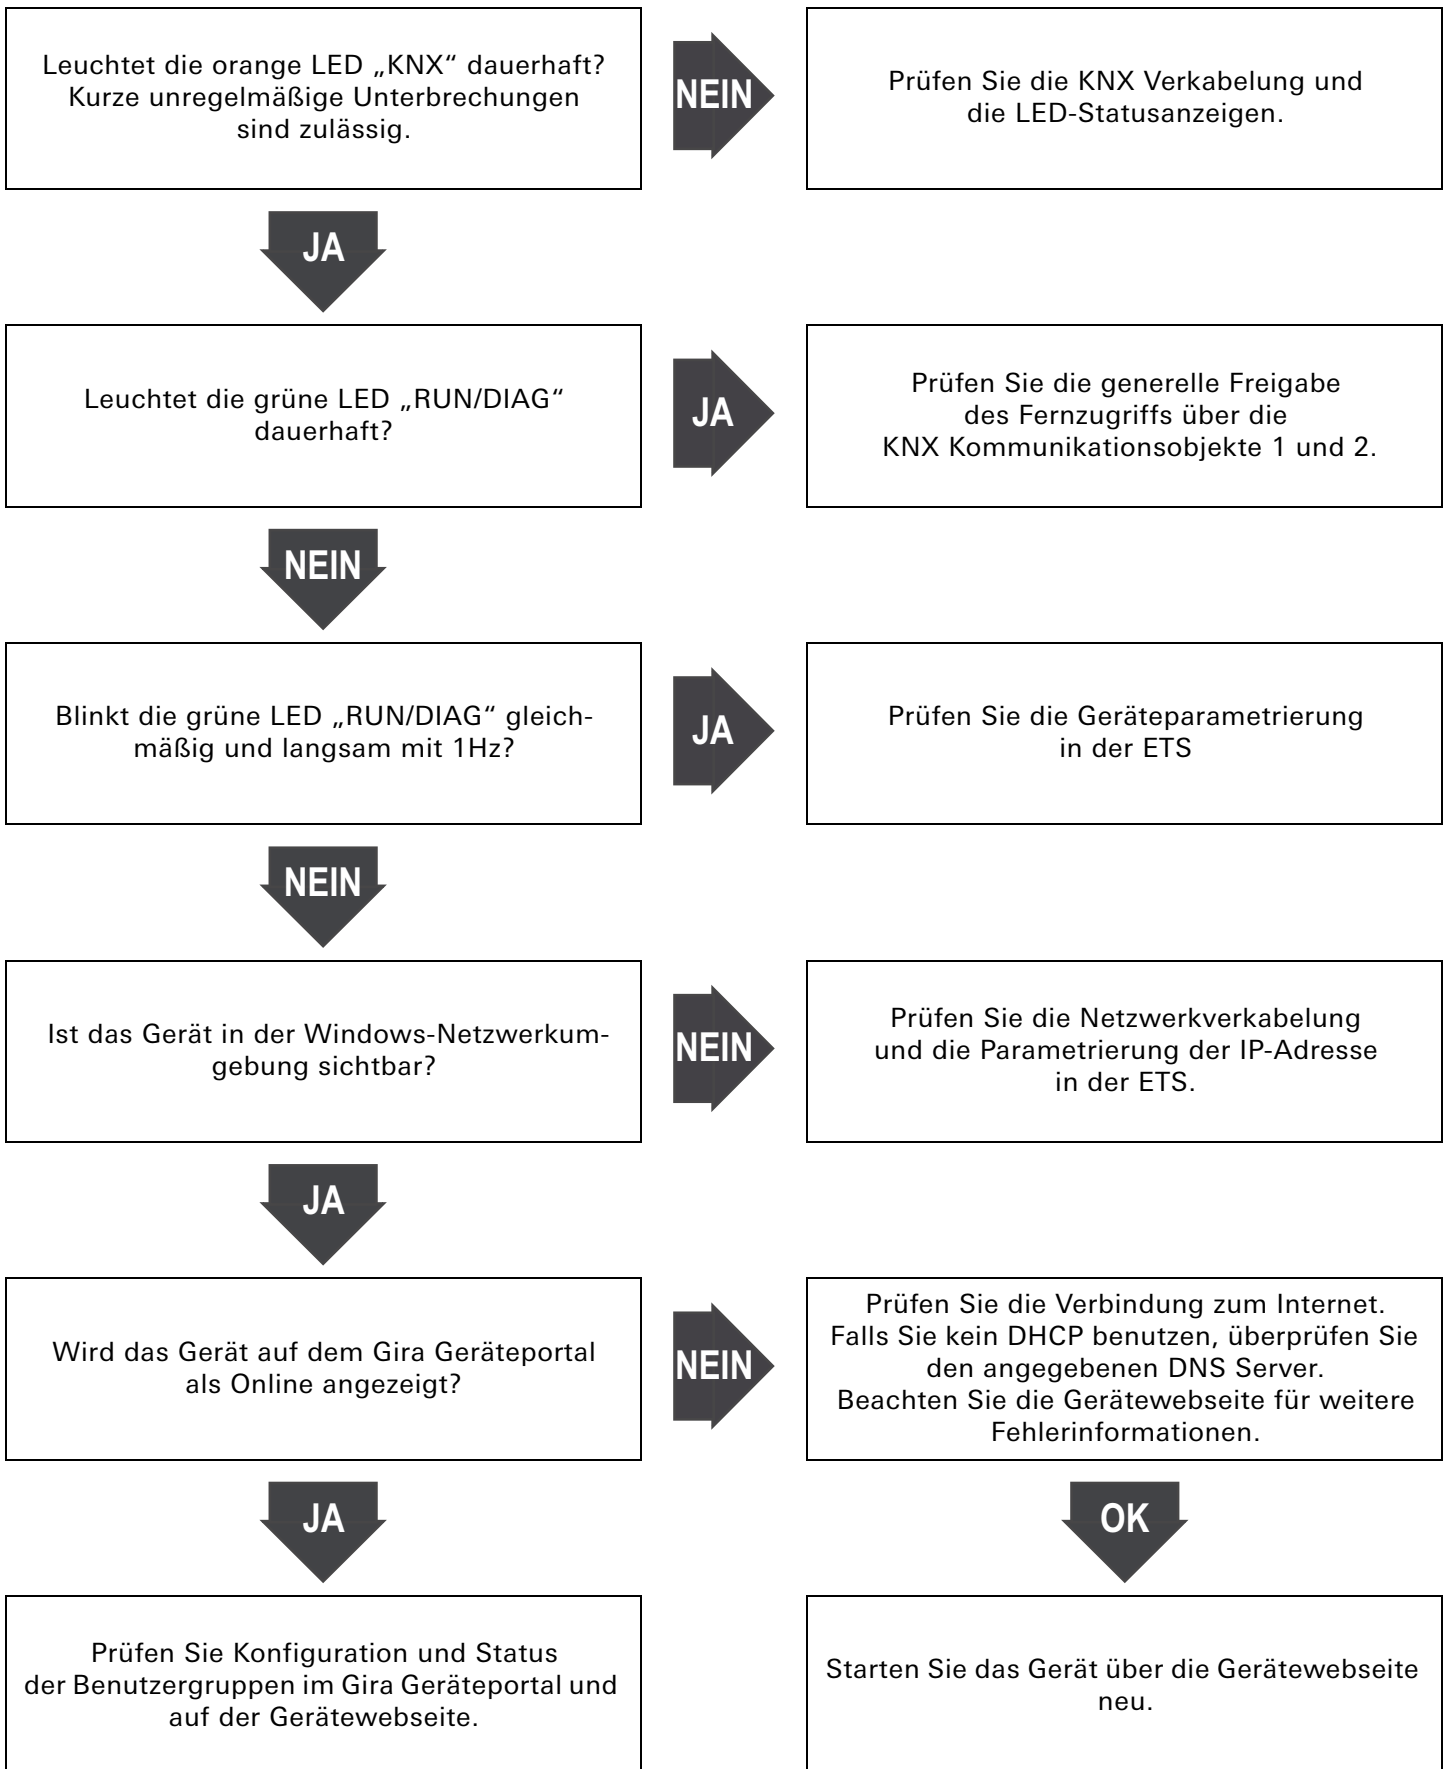 Leuchtet die orange LED „KNX“ dauerhaft?
Kurze unregelmäßige Unterbrechungen
sind zulässig.
NEIN
Prüfen Sie die KNX Verkabelung und
die LED-Statusanzeigen.
JA
Leuchtet die grüne LED „RUN/DIAG“
dauerhaft?
JA
Prüfen Sie die generelle Freigabe
des Fernzugriffs über die
KNX Kommunikationsobjekte 1 und 2.
NEIN
Blinkt die grüne LED „RUN/DIAG“ gleich-
mäßig und langsam mit 1Hz?
JA
Prüfen Sie die Geräteparametrierung
in der ETS
NEIN
Ist das Gerät in der Windows-Netzwerkum-
gebung sichtbar?
NEIN
Prüfen Sie die Netzwerkverkabelung
und die Parametrierung der IP-Adresse
in der ETS.
JA
Wird das Gerät auf dem Gira Geräteportal
als Online angezeigt?
NEIN
Prüfen Sie die Verbindung zum Internet.
Falls Sie kein DHCP benutzen, überprüfen Sie
den angegebenen DNS Server.
Beachten Sie die Gerätewebseite für weitere
Fehlerinformationen.
JA
OK
Prüfen Sie Konfiguration und Status
der Benutzergruppen im Gira Geräteportal und
auf der Gerätewebseite.
Starten Sie das Gerät über die Gerätewebseite
neu.